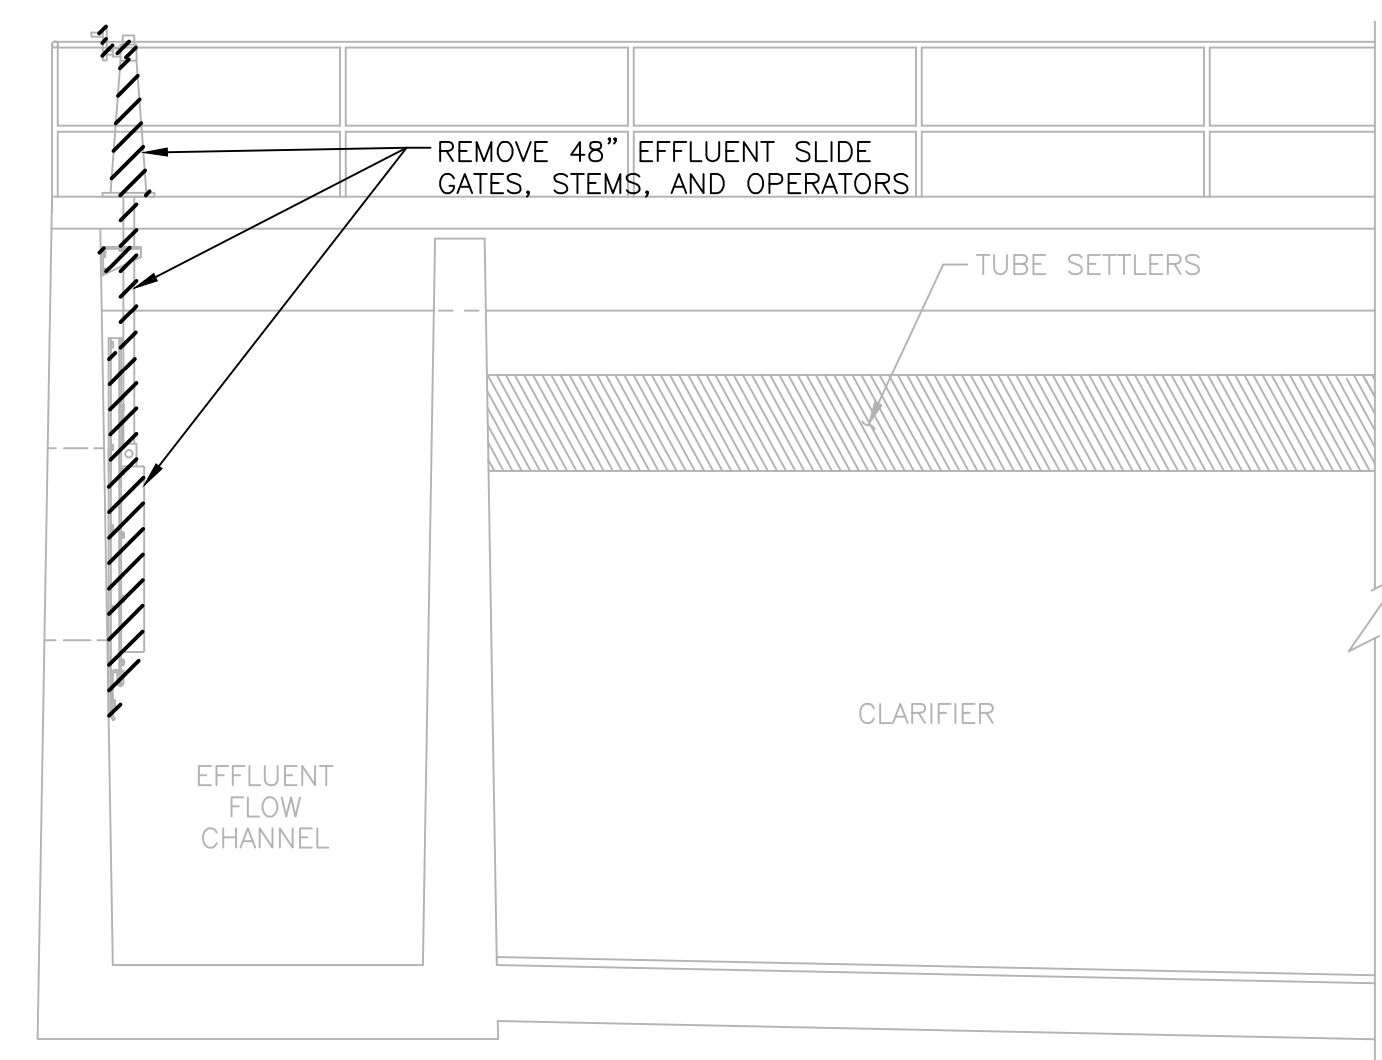 REMOVE 48" EFFLUENT SLIDE
GATES, STEMS, AND OPERATORS
TUBE SETTLERS
CLARIFIER
EFFLUENT
FLOW
CHANNEL